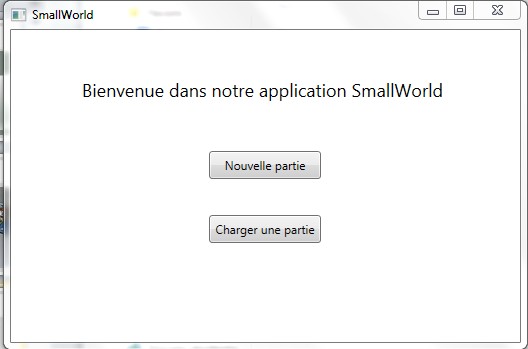 SmallWorld
Bienvenue dans notre application SmallWorld
Nouvelle partie
Charger une partie